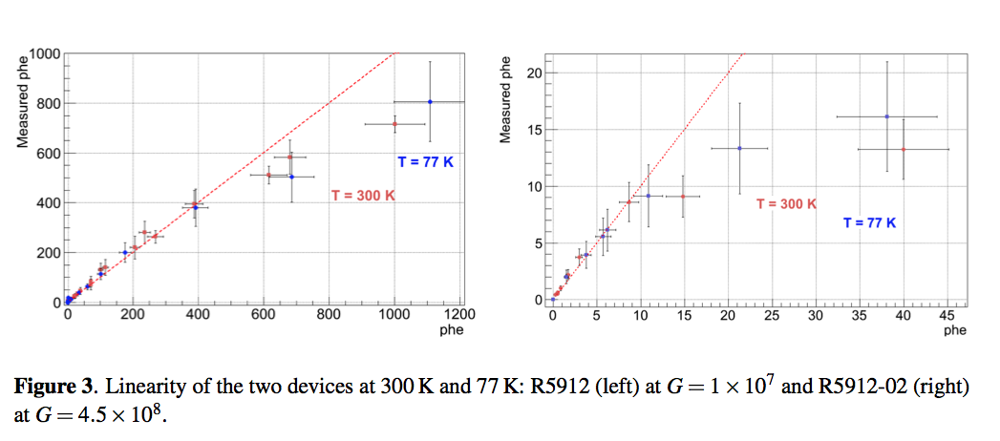 Measured phe
1000
800
600
400
200
0
T = 77 K
T = 300 K
0 200 400 600 800 1000 1200
phe
Measured phe
20
15
10
5
0
T = 300 K
T = 77 K
0 5 10 15 20 25 30 35 40 45
phe
Figure 3. Linearity of the two devices at 300 K and 77 K: R5912 (left) at G = 1 × 10⁷ and R5912-02 (right)
at G = 4.5 × 10⁸.